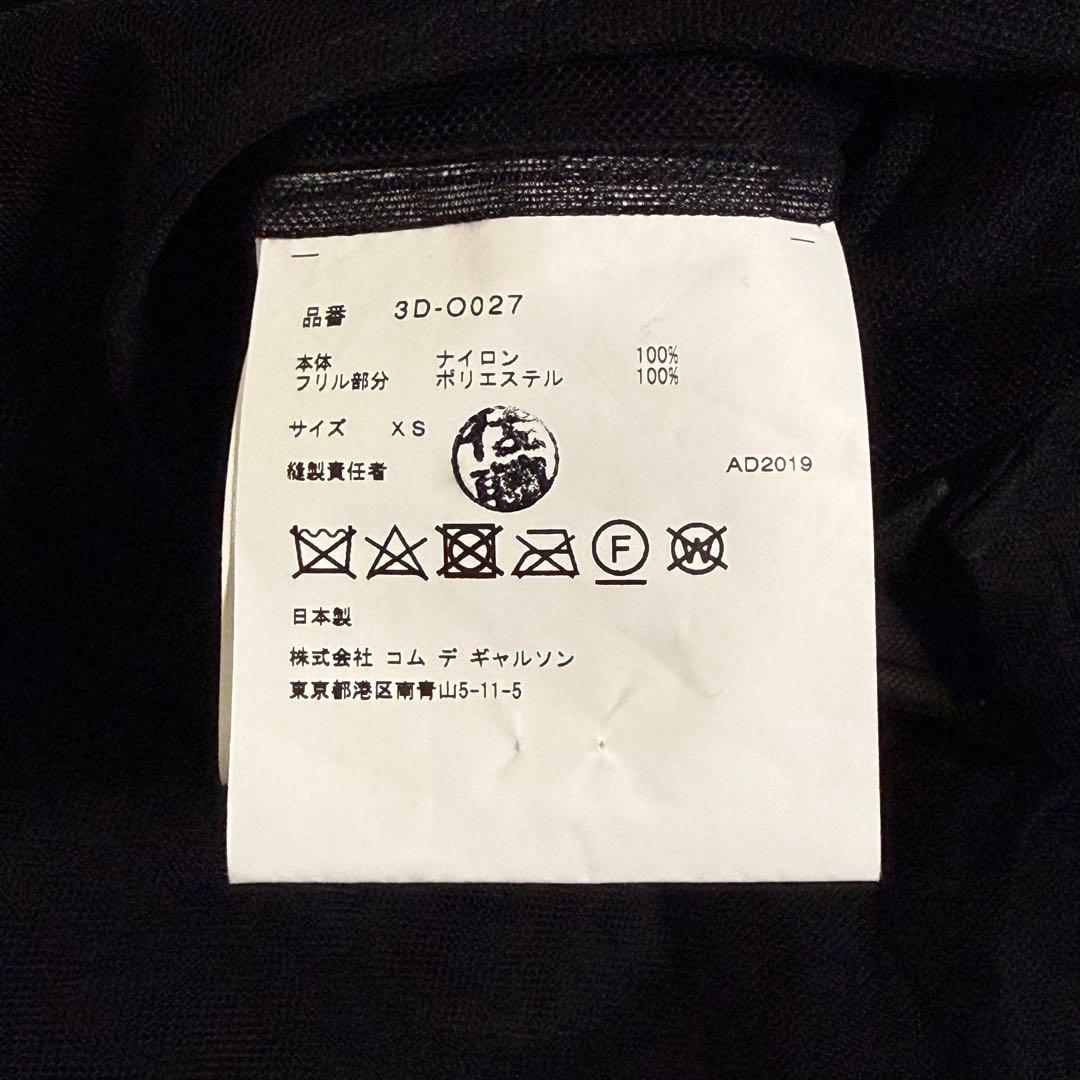 品番 3D-O027
本体 ナイロン 100%
フリル部分 ポリエステル 100%
サイズ XS
縫製責任者
AD2019
F
W
日本製
株式会社 コム デ ギャルソン
東京都港区南青山5-11-5